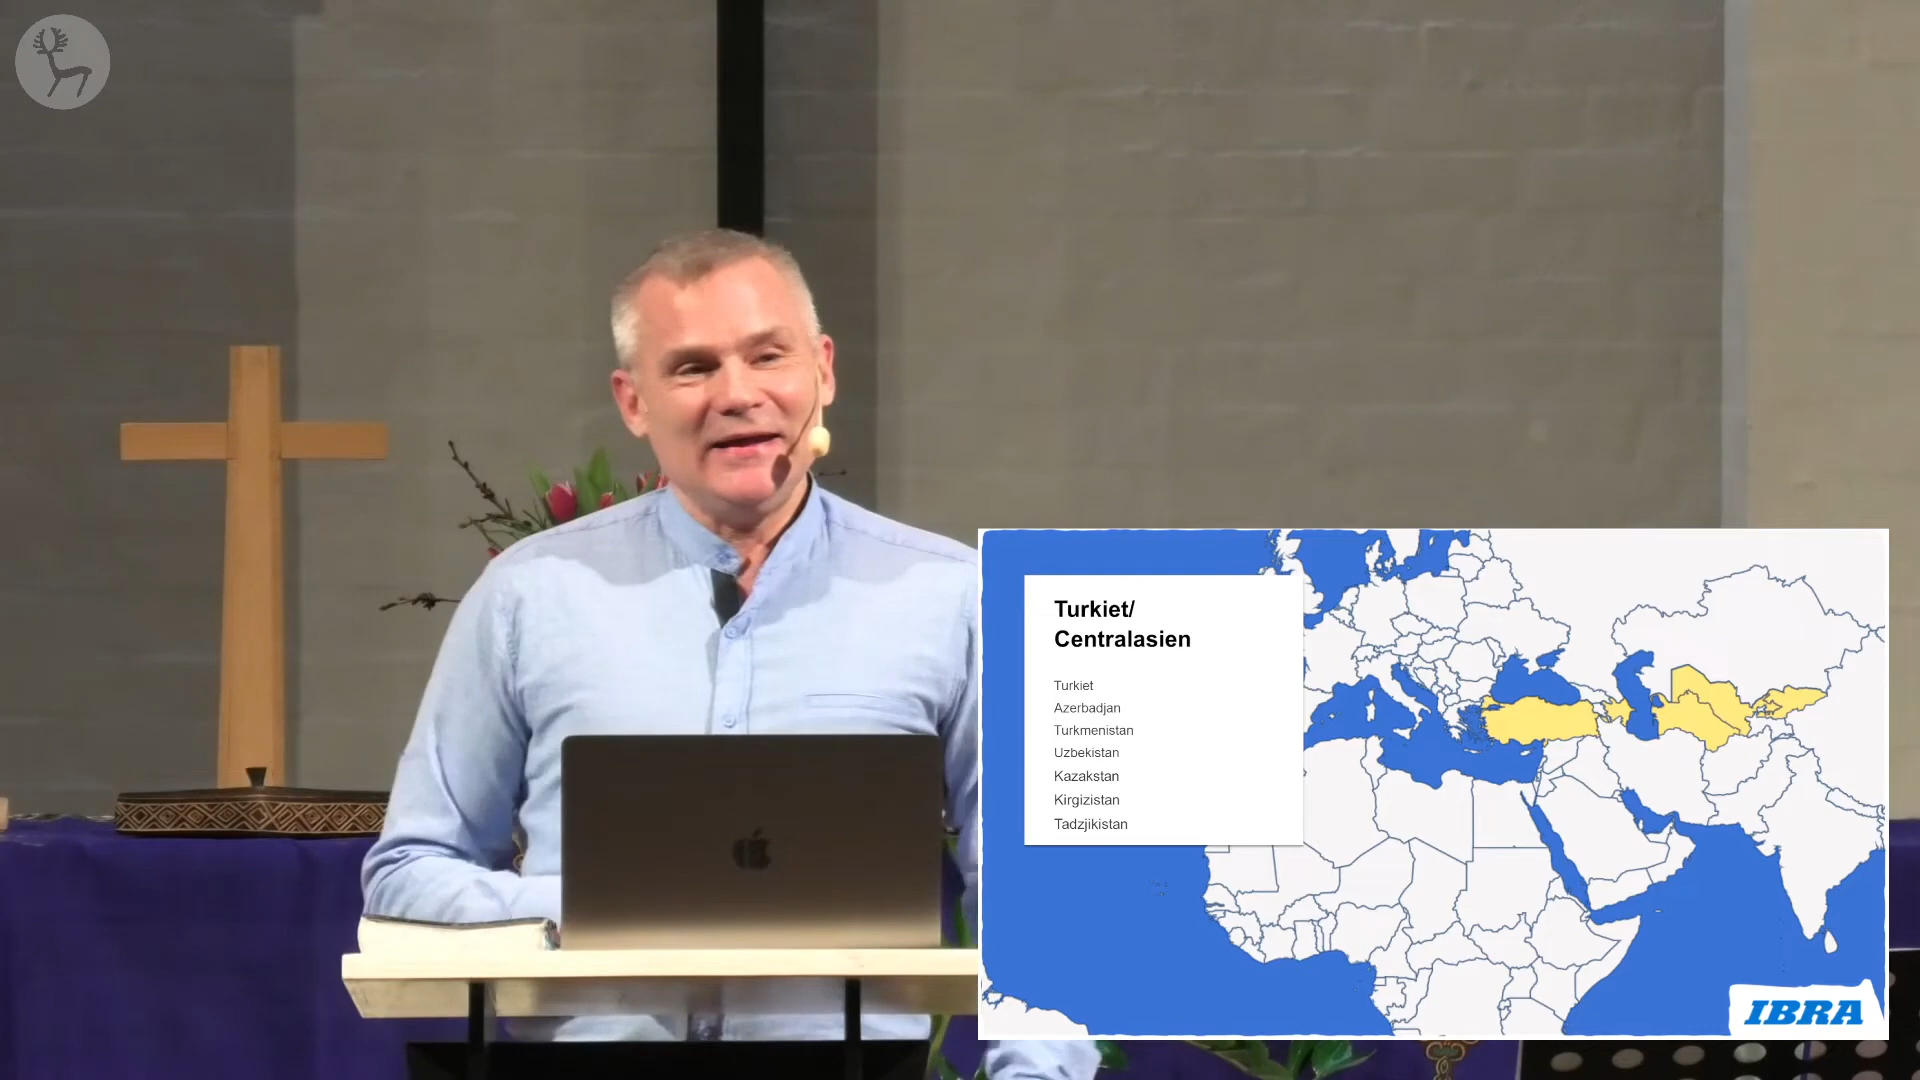 Turkiet/
Centralasien
Turkiet
Azerbadjan
Turkmenistan
Uzbekistan
Kazakstan
Kirgizistan
Tadzjikistan
IBRA